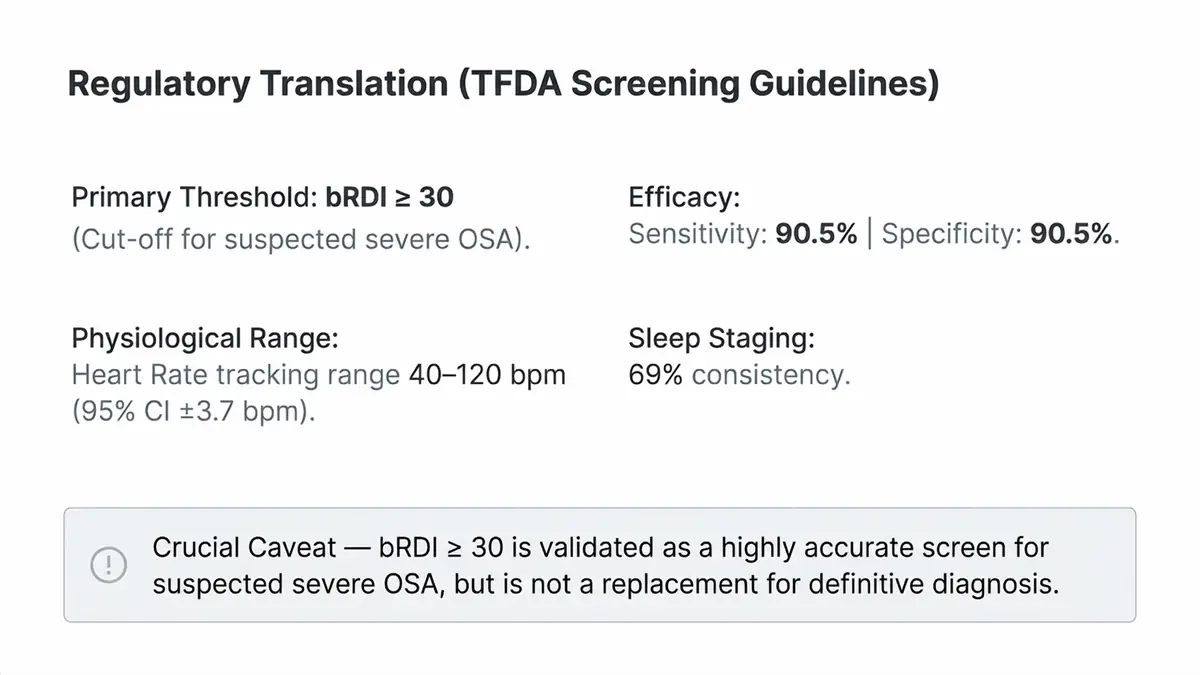 Regulatory Translation (TFDA Screening Guidelines)
Primary Threshold: bRDI ≥ 30
(Cut-off for suspected severe OSA).
Efficacy:
Sensitivity: 90.5% | Specificity: 90.5%.
Physiological Range:
Heart Rate tracking range 40–120 bpm
(95% CI ±3.7 bpm).
Sleep Staging:
69% consistency.
Crucial Caveat — bRDI ≥ 30 is validated as a highly accurate screen for
suspected severe OSA, but is not a replacement for definitive diagnosis.